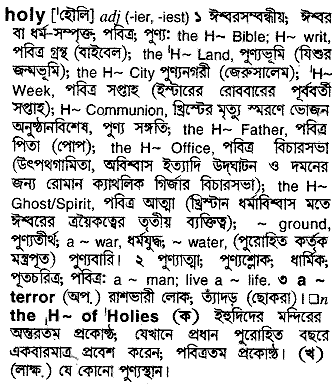 holy [ˈহৌলি] adj (-ier, -iest) ১ ঈশ্বরসম্বন্ধীয়; ঈশ্বর
বা ধর্ম-সম্পৃক্ত; পবিত্র; পুণ্য: the H~ Bible; H~ writ,
পবিত্র গ্রন্থ (বাইবেল); the ˈH~ Land, পুণ্যভূমি (যিশুর
জন্মভূমি); the H~ City পুণ্যনগরী (জেরুসালেম); ˈH~
Week, পবিত্র সপ্তাহ (ইস্টারের রোববারের পূর্ববর্তী
সপ্তাহ); H~ Communion, খ্রিস্টের মৃত্যু স্মরণে ভোজন
অনুষ্ঠানবিশেষ, পুণ্য সঙ্গতি; the H~ Father, পবিত্র
পিতা (পোপ); the H~ Office, পবিত্র বিচারসভা
(উৎপথগামিতা, অবিশ্বাস ইত্যাদি উদ্ঘাটন ও দমনের
জন্য রোমান ক্যাথলিক গির্জার বিচারসভা); the H~
Ghost/Spirit, পবিত্র আত্মা (খ্রিস্টান ধর্মবিশ্বাস মতে
ঈশ্বরের ত্রয়েকত্বের তৃতীয় ব্যক্তিত্ব); ~ ground,
পুণ্যতীর্থ; a ~ war, ধর্মযুদ্ধ; ~ water, (পুরোহিত কর্তৃক
মন্ত্রপূত) পুণ্যবারি। ২ পুণ্যাত্মা; পুণ্যশ্লোক; ধার্মিক;
পূতচরিত্র; পবিত্র: a ~ man; live a ~ life. ৩ a ~
terror (অপ.) রাশভারী লোক; ত্যাঁদড় (ছোকরা)। □n
the ˈH~ of ˈHolies (ক) ইহুদিদের মন্দিরের
অন্তরতম প্রকোষ্ঠ, যেখানে প্রধান পুরোহিত বছরে
একবারমাত্র প্রবেশ করেন; পবিত্রতম প্রকোষ্ঠ। (খ)
(লাক্ষ.) যে কোনো পুণ্যস্থান।